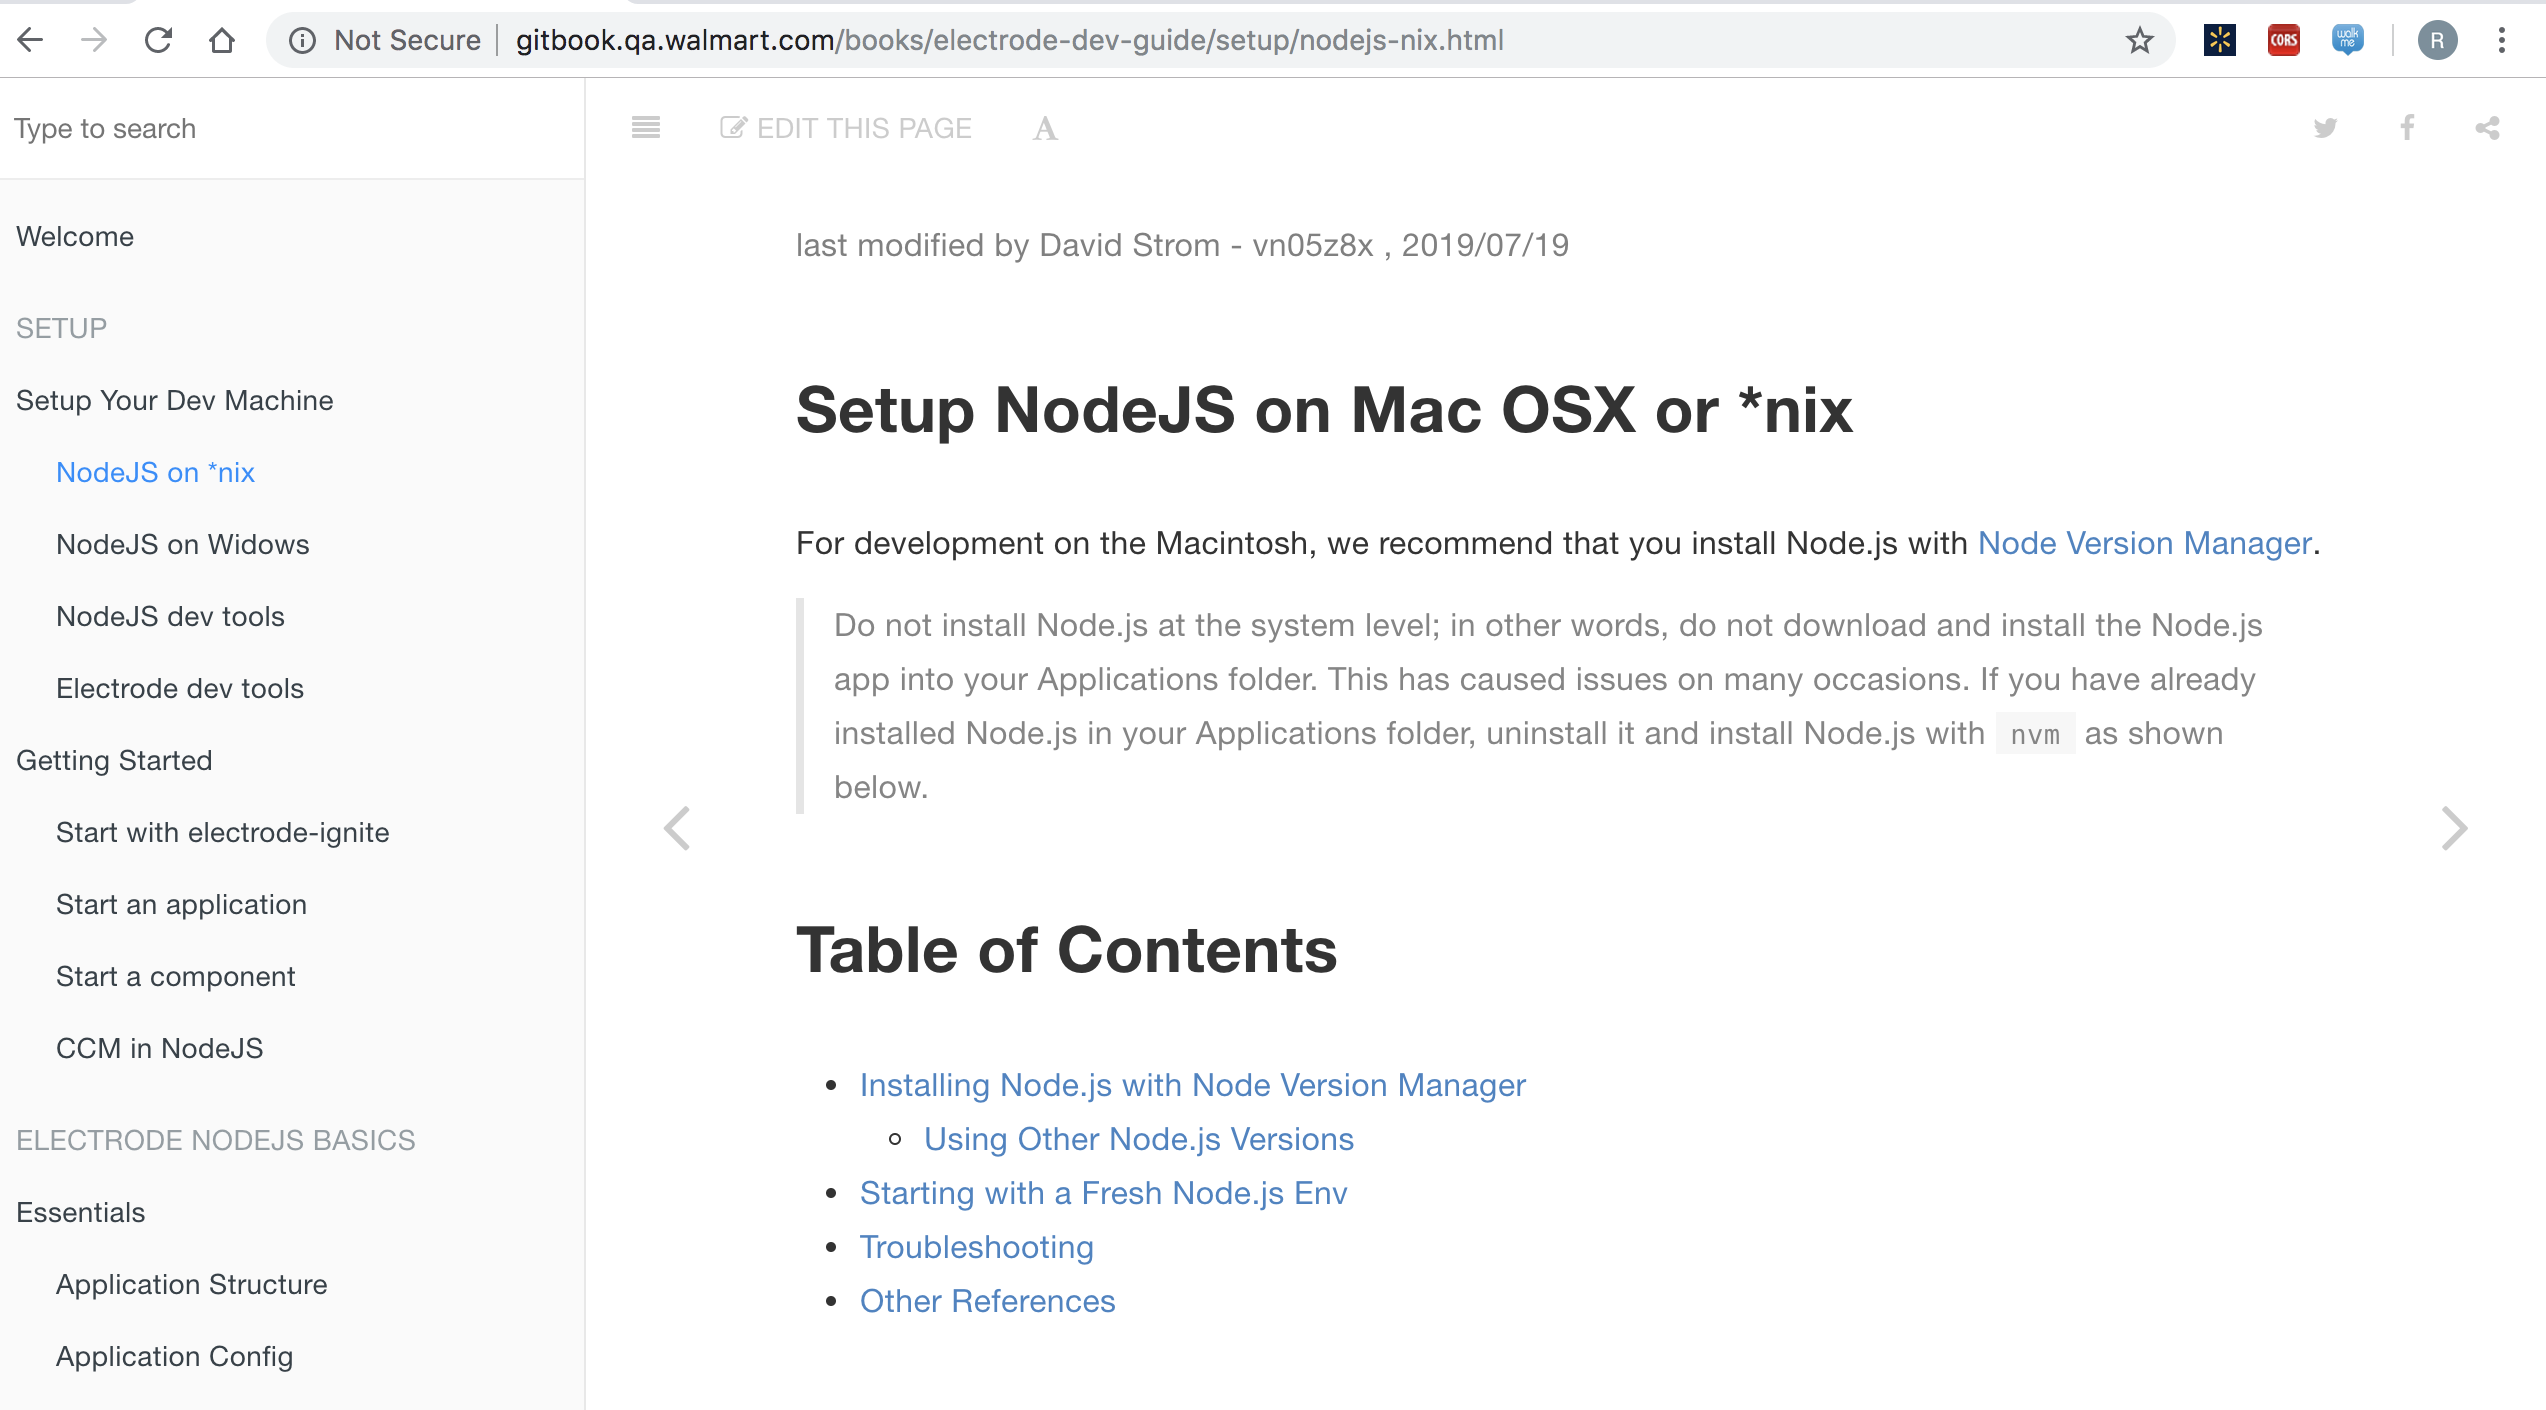 Not Secure
gitbook.qa.walmart.com/books/electrode-dev-guide/setup/nodejs-nix.html
CORS
walk
me
R
Type to search
EDIT THIS PAGE
A
Welcome
SETUP
Setup Your Dev Machine
NodeJS on *nix
NodeJS on Widows
NodeJS dev tools
Electrode dev tools
Getting Started
Start with electrode-ignite
Start an application
Start a component
CCM in NodeJS
ELECTRODE NODEJS BASICS
Essentials
Application Structure
Application Config
last modified by David Strom - vn05z8x , 2019/07/19
Setup NodeJS on Mac OSX or *nix
For development on the Macintosh, we recommend that you install Node.js with Node Version Manager.
Do not install Node.js at the system level; in other words, do not download and install the Node.js
app into your Applications folder. This has caused issues on many occasions. If you have already
installed Node.js in your Applications folder, uninstall it and install Node.js with nvm as shown
below.
Table of Contents
Installing Node.js with Node Version Manager
Using Other Node.js Versions
Starting with a Fresh Node.js Env
Troubleshooting
Other References